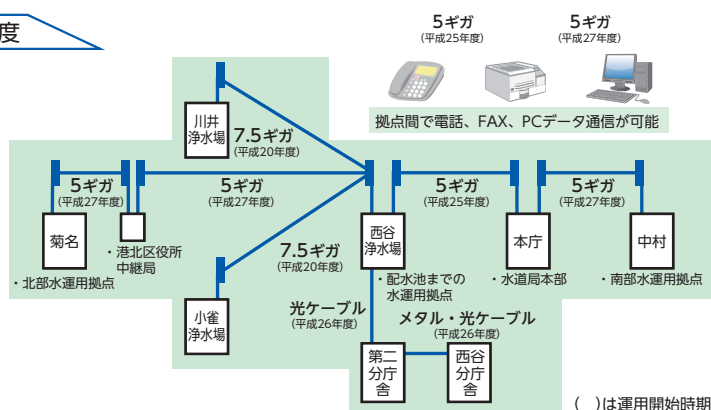 度
5ギガ
(平成25年度)
5ギガ
(平成27年度)
拠点間で電話、FAX、PCデータ通信が可能
川井
浄水場
7.5ギガ
(平成20年度)
5ギガ
(平成27年度)
5ギガ
(平成27年度)
5ギガ
(平成25年度)
5ギガ
(平成27年度)
菊名
・北部水運用拠点
・港北区役所
中継局
西谷
浄水場
・配水池までの
水運用拠点
本庁
・水道局本部
中村
・南部水運用拠点
7.5ギガ
(平成20年度)
小雀
浄水場
光ケーブル
(平成26年度)
メタル・光ケーブル
(平成26年度)
第二
分庁
舎
西谷
分庁
舎
(　)は運用開始時期